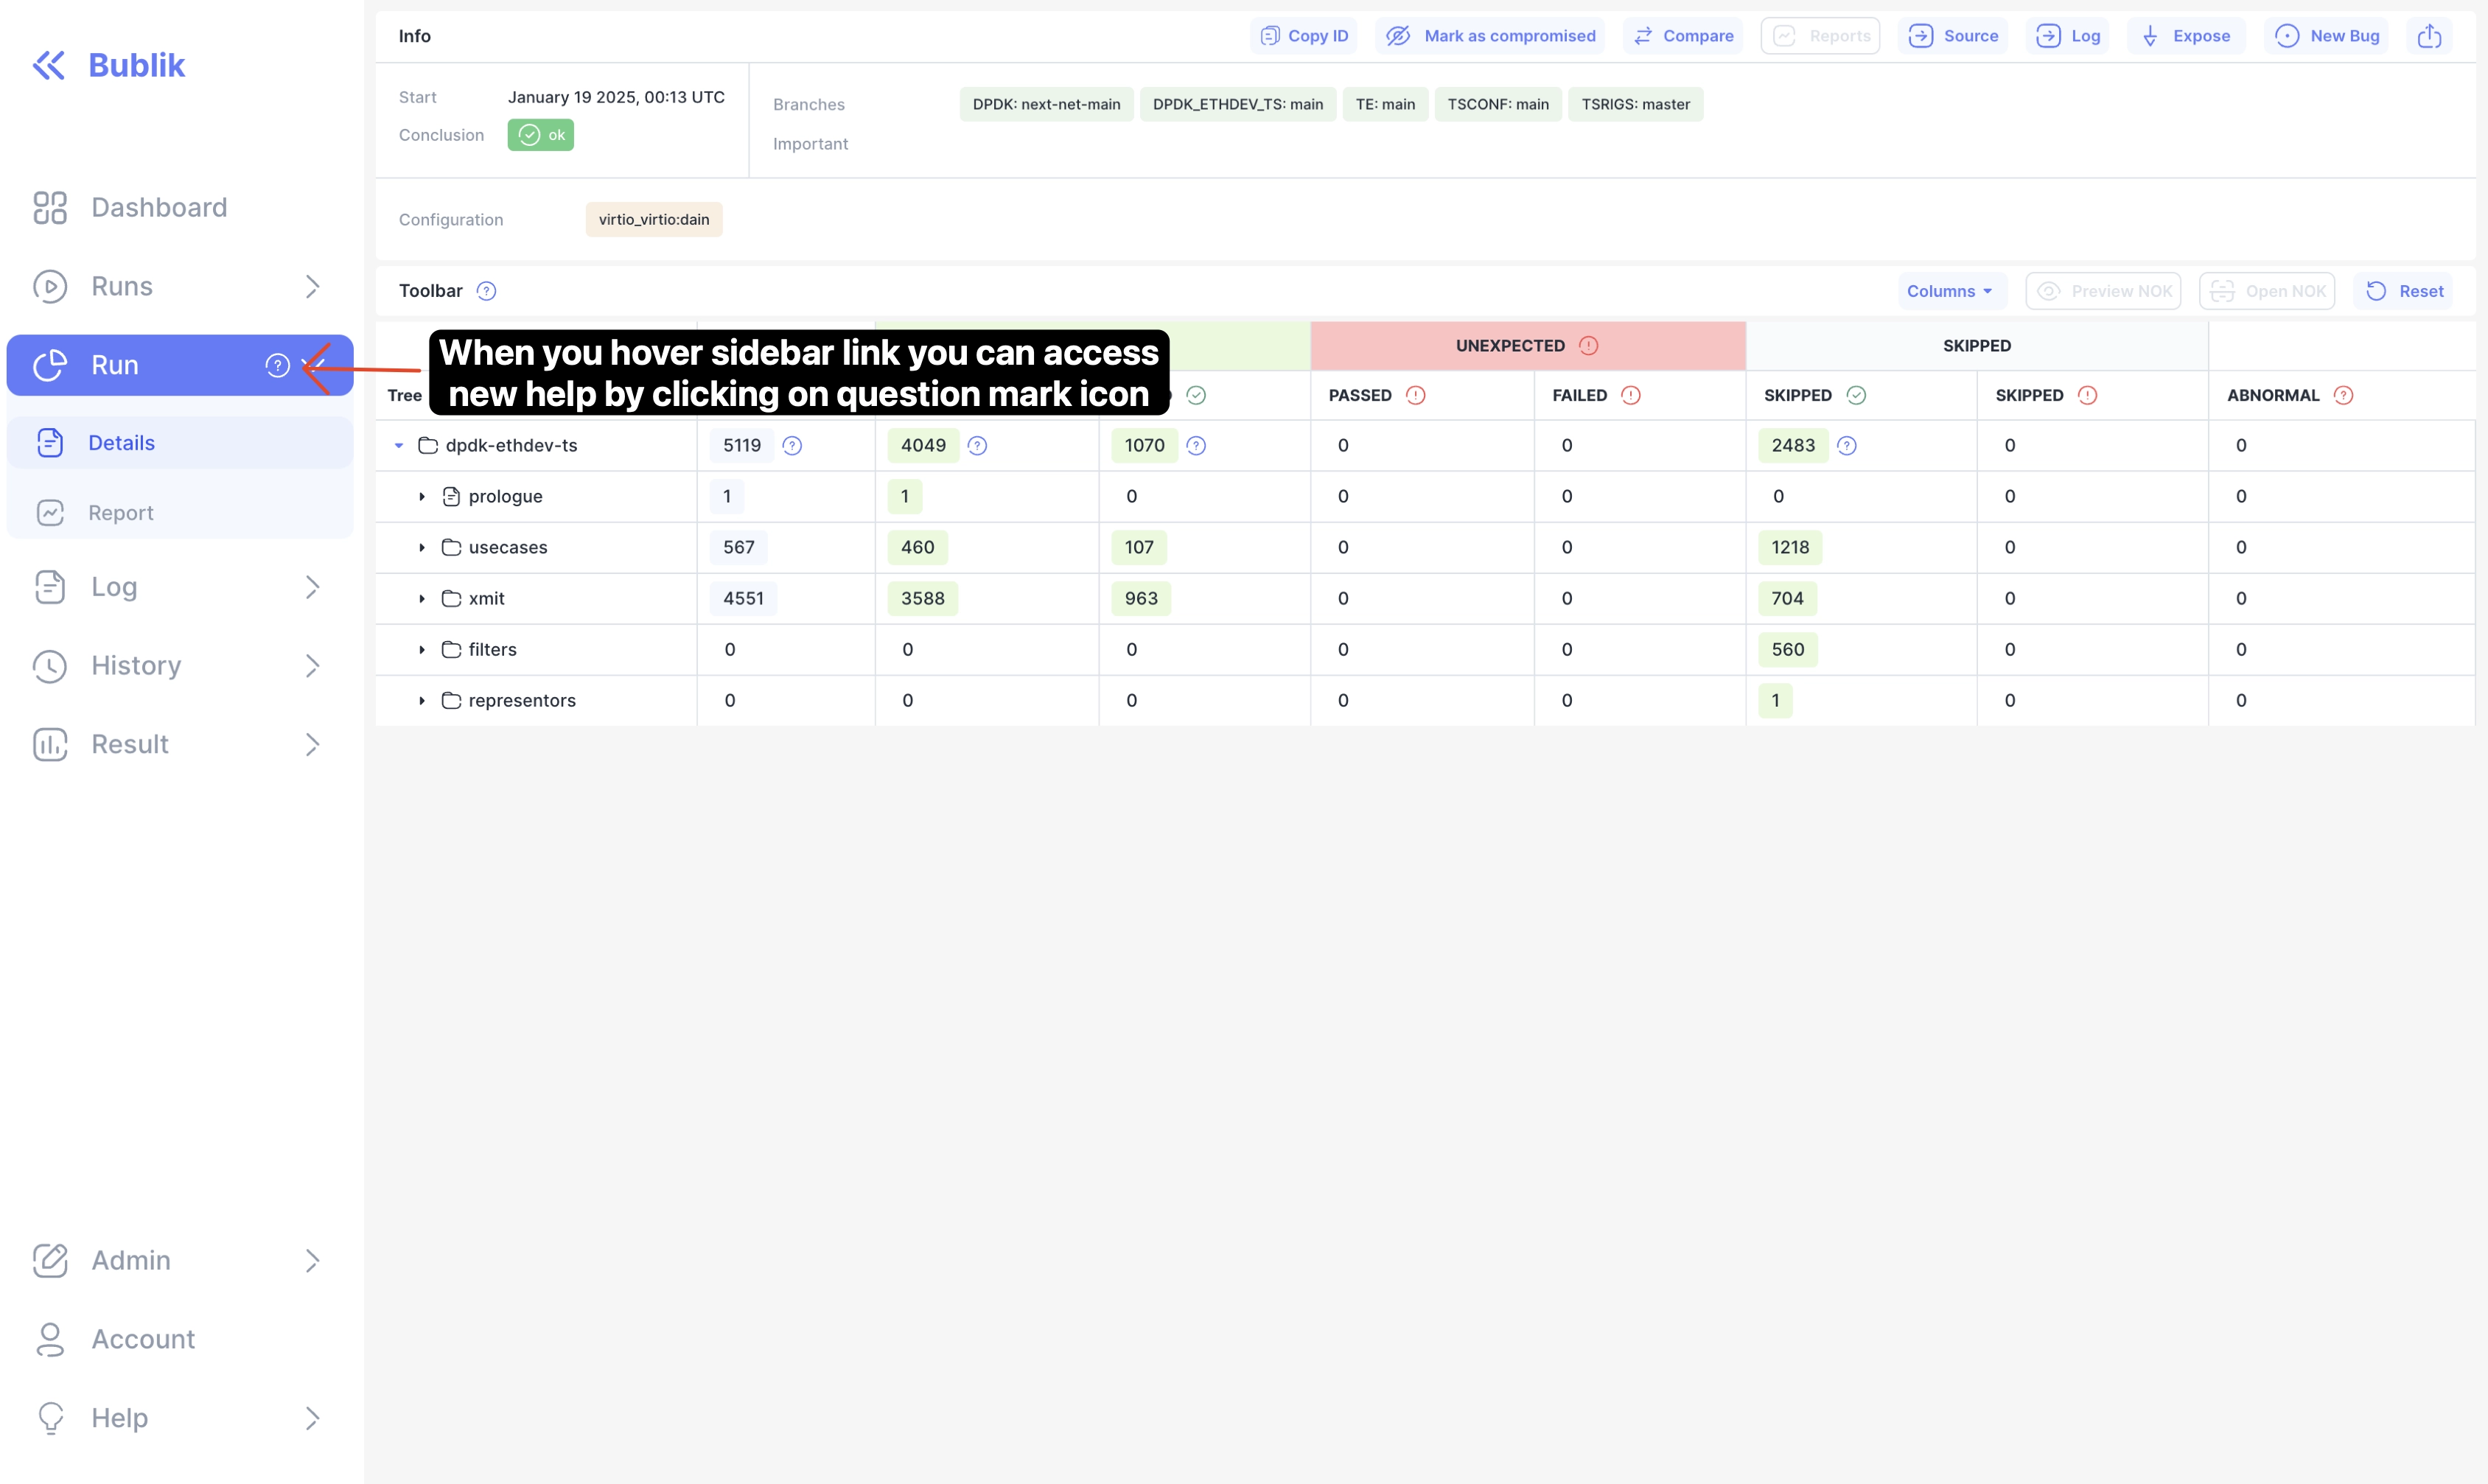 Bublik
Dashboard
Runs
Run
Details
Report
Log
History
Result
Admin
Account
Help
Info
Copy ID
Mark as compromised
Compare
Reports
Source
Log
Expose
New Bug
Start January 19 2025, 00:13 UTC
Conclusion ok
Branches DPDK: next-net-main DPDK_ETHDEV_TS: main TE: main TSCONF: main TSRIGS: master
Important
Configuration virtio_virtio:dain
Toolbar
Columns
Preview NOK
Open NOK
Reset
When you hover sidebar link you can access
new help by clicking on question mark icon
UNEXPECTED SKIPPED
Tree PASSED FAILED SKIPPED SKIPPED ABNORMAL
dpdk-ethdev-ts 5119 4049 1070 0 0 2483 0 0
prologue 1 1 0 0 0 0 0 0
usecases 567 460 107 0 0 1218 0 0
xmit 4551 3588 963 0 0 704 0 0
filters 0 0 0 0 0 560 0 0
representors 0 0 0 0 0 1 0 0